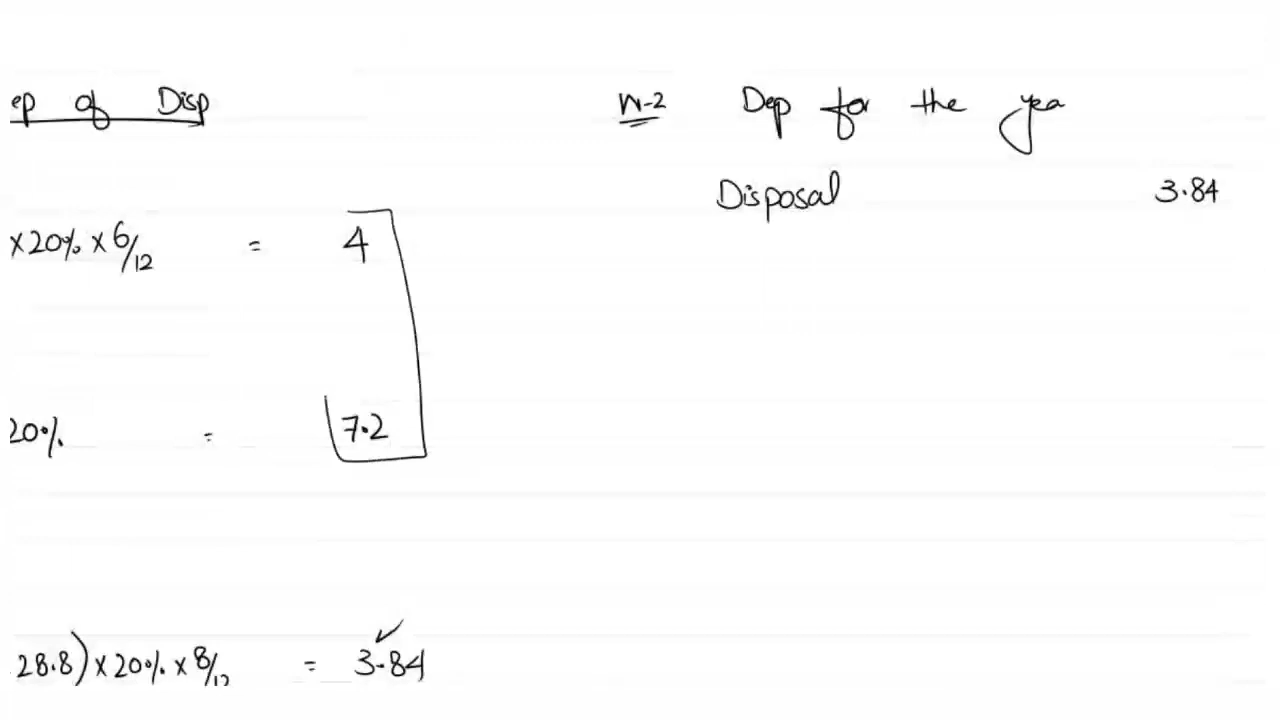 ep of Disp
x20% x 6/12 = 4
20% = 7.2
28.8) x 20% x 8/12 = 3.84
W-2 Dep for the yea
Disposal 3.84